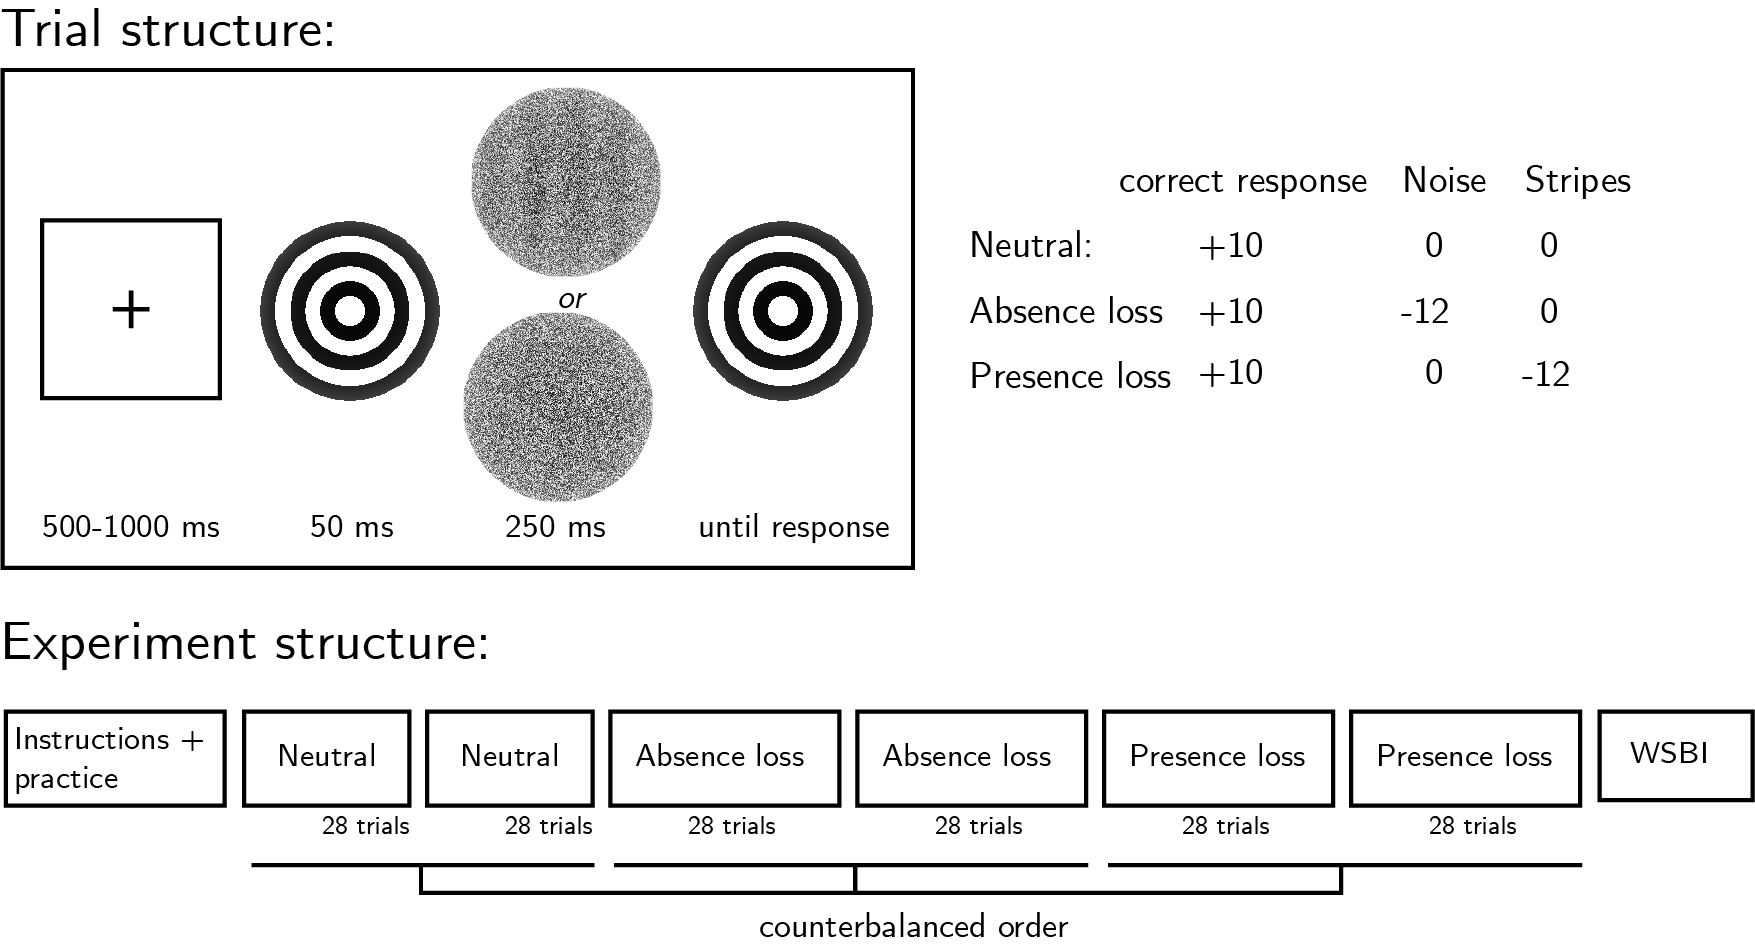 Trial structure:
+
or
500-1000 ms 50 ms 250 ms until response
correct response Noise Stripes
Neutral: +10 0 0
Absence loss +10 -12 0
Presence loss +10 0 -12
Experiment structure:
Instructions +
practice
Neutral Neutral Absence loss Absence loss Presence loss Presence loss WSBI
28 trials 28 trials 28 trials 28 trials 28 trials 28 trials
counterbalanced order